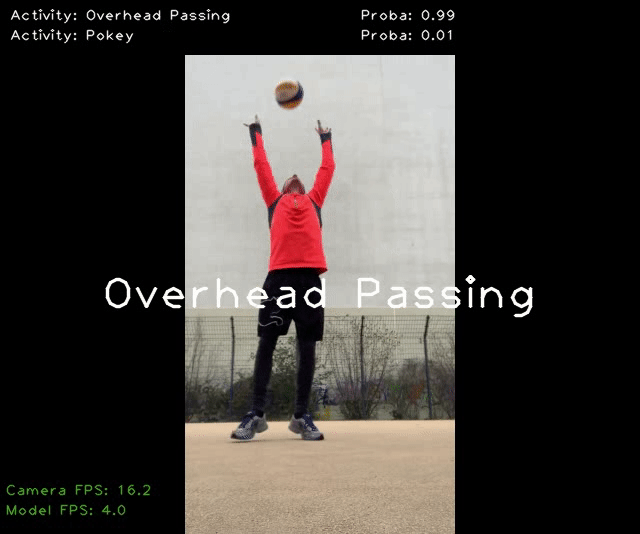 Activity: Overhead Passing Proba: 0.99
Activity: Pokey Proba: 0.01
Overhead Passing
Camera FPS: 16.2
Model FPS: 4.0